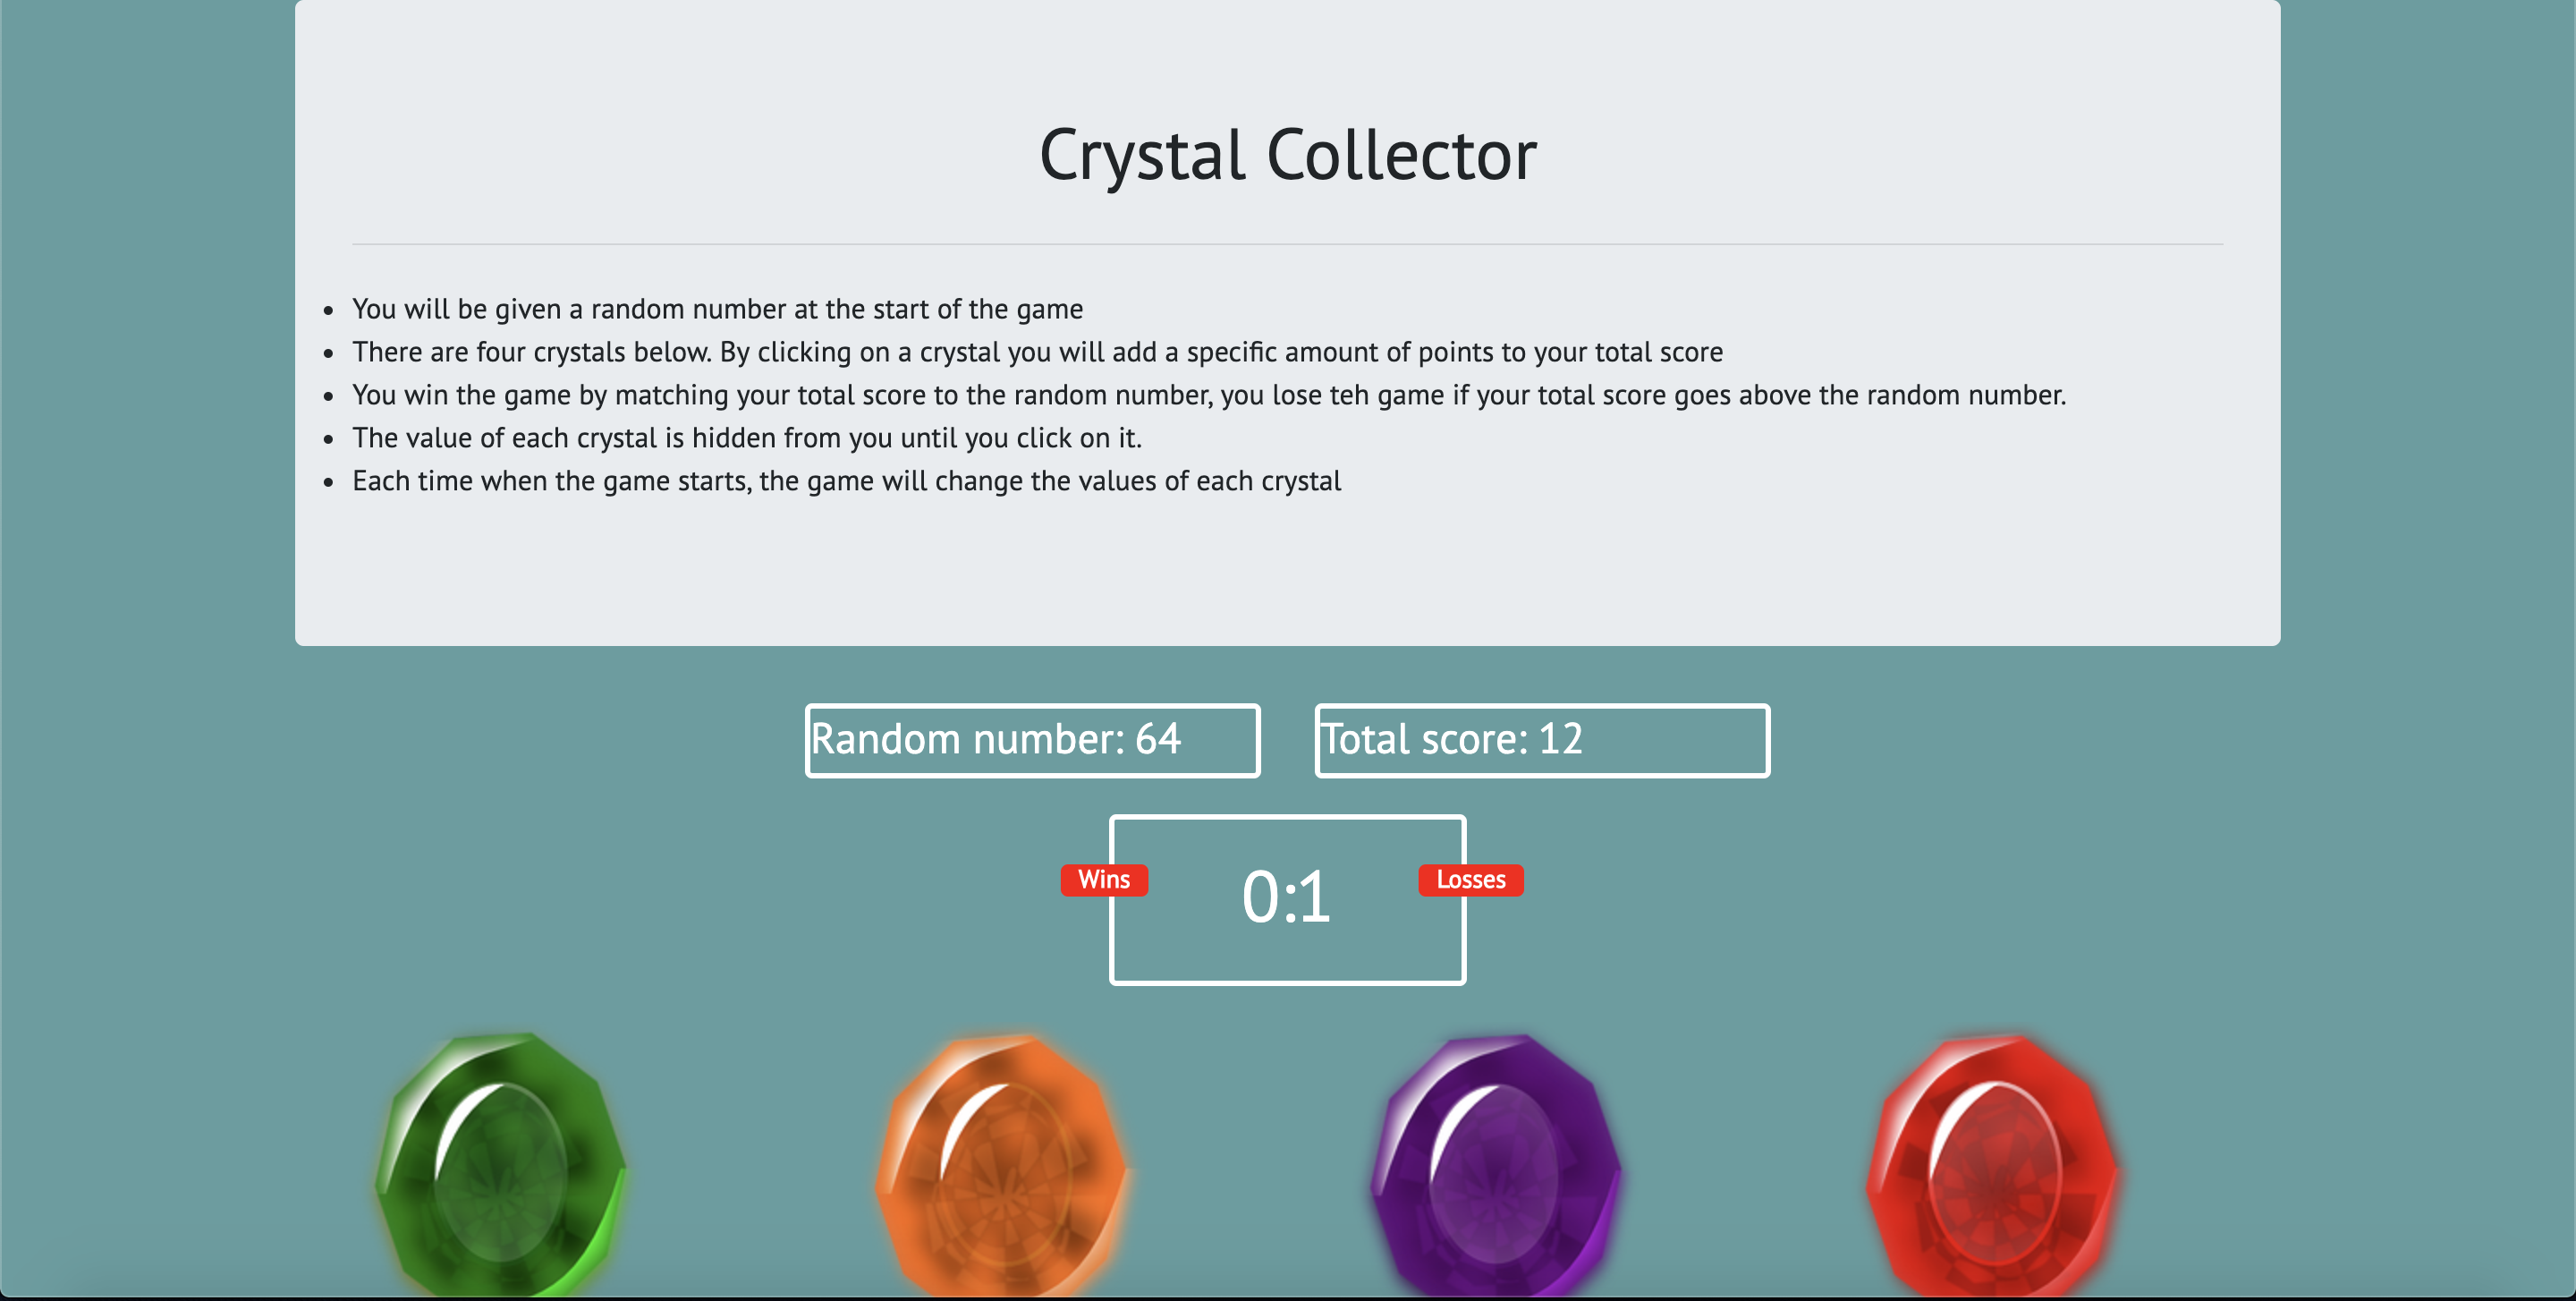 Crystal Collector
You will be given a random number at the start of the game
There are four crystals below. By clicking on a crystal you will add a specific amount of points to your total score
You win the game by matching your total score to the random number, you lose teh game if your total score goes above the random number.
The value of each crystal is hidden from you until you click on it.
Each time when the game starts, the game will change the values of each crystal
Random number: 64
Total score: 12
Wins
0:1
Losses